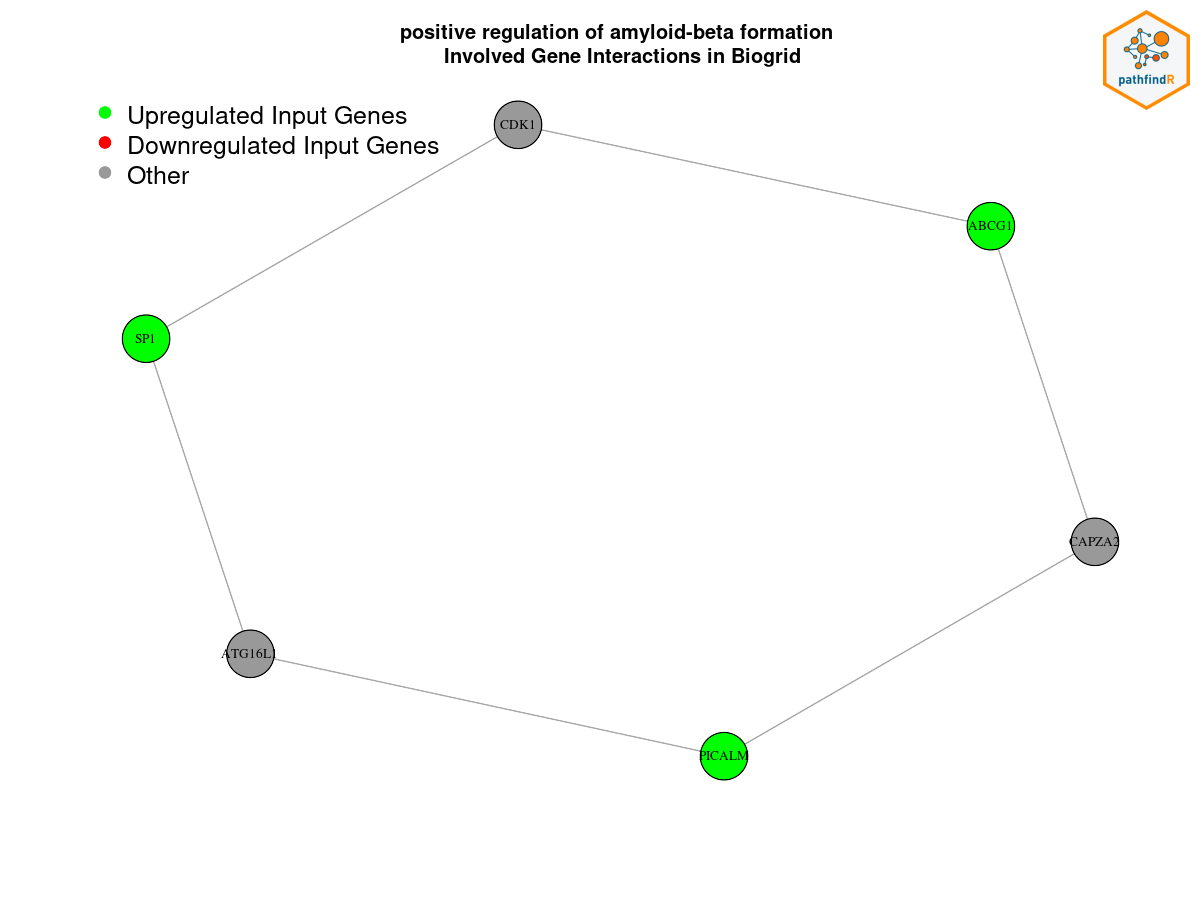 positive regulation of amyloid-beta formation
Involved Gene Interactions in Biogrid
pathfindR
Upregulated Input Genes
Downregulated Input Genes
Other
CDK1
ABCG1
SP1
CAPZA2
ATG16L1
PICALM